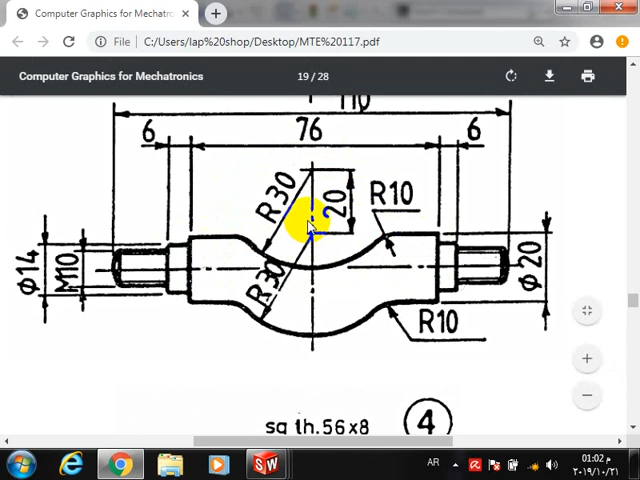 Computer Graphics for Mechatr
File
C:/Users/lap%20shop/Desktop/MTE%20117.pdf
Computer Graphics for Mechatronics
19 / 28
110
6
76
6
R30
20
R10
Φ14
M10
R30
Φ20
R10
sq th.56x8
4
AR
01:02 م
٢٠١٩/١٠/٢١